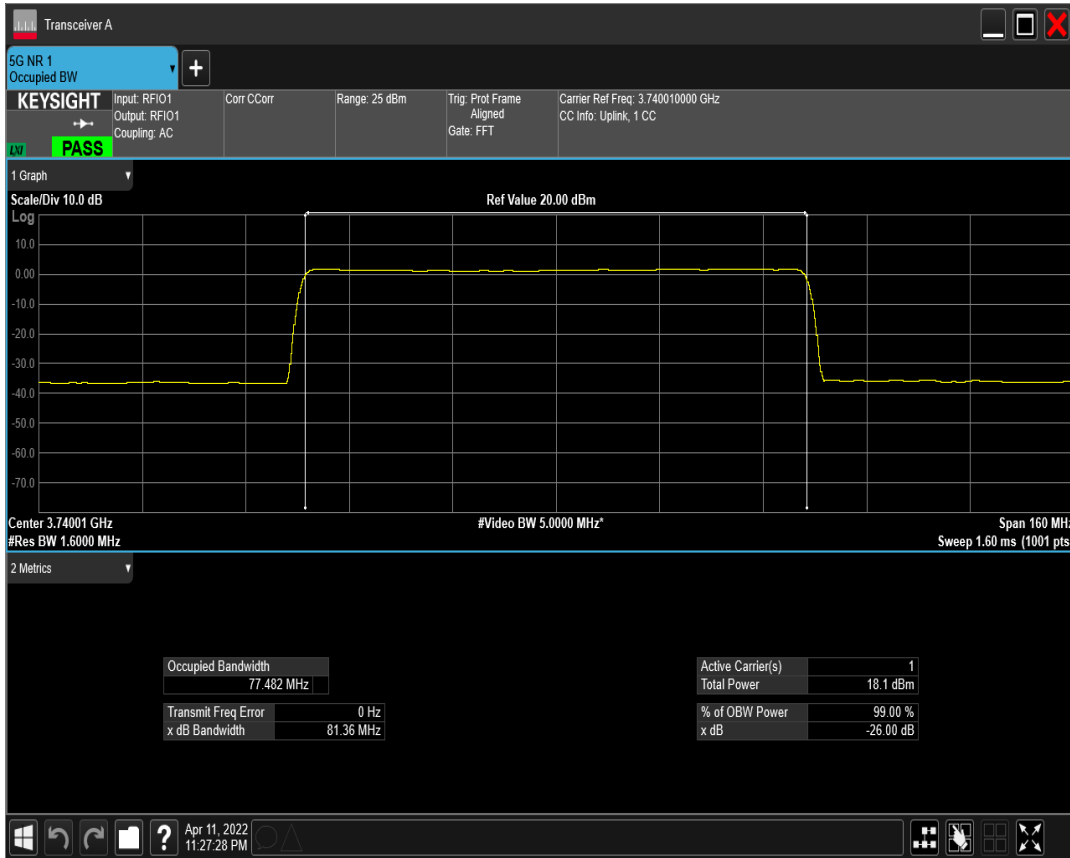 Transceiver A
5G NR 1
Occupied BW
KEYSIGHT
Input: RFIO1
Output: RFIO1
Coupling: AC
Corr CCorr
Range: 25 dBm
Trig: Prot Frame
Aligned
Gate: FFT
Carrier Ref Freq: 3.740010000 GHz
CC Info: Uplink, 1 CC
LXI
PASS
1 Graph
Scale/Div 10.0 dB
Ref Value 20.00 dBm
Log
10.0
0.00
-10.0
-20.0
-30.0
-40.0
-50.0
-60.0
-70.0
Center 3.74001 GHz
#Video BW 5.0000 MHz*
Span 160 MHz
#Res BW 1.6000 MHz
Sweep 1.60 ms (1001 pts
2 Metrics
Occupied Bandwidth
77.482 MHz
Transmit Freq Error 0 Hz
x dB Bandwidth 81.36 MHz
Active Carrier(s) 1
Total Power 18.1 dBm
% of OBW Power 99.00 %
x dB -26.00 dB
?
Apr 11, 2022
11:27:28 PM